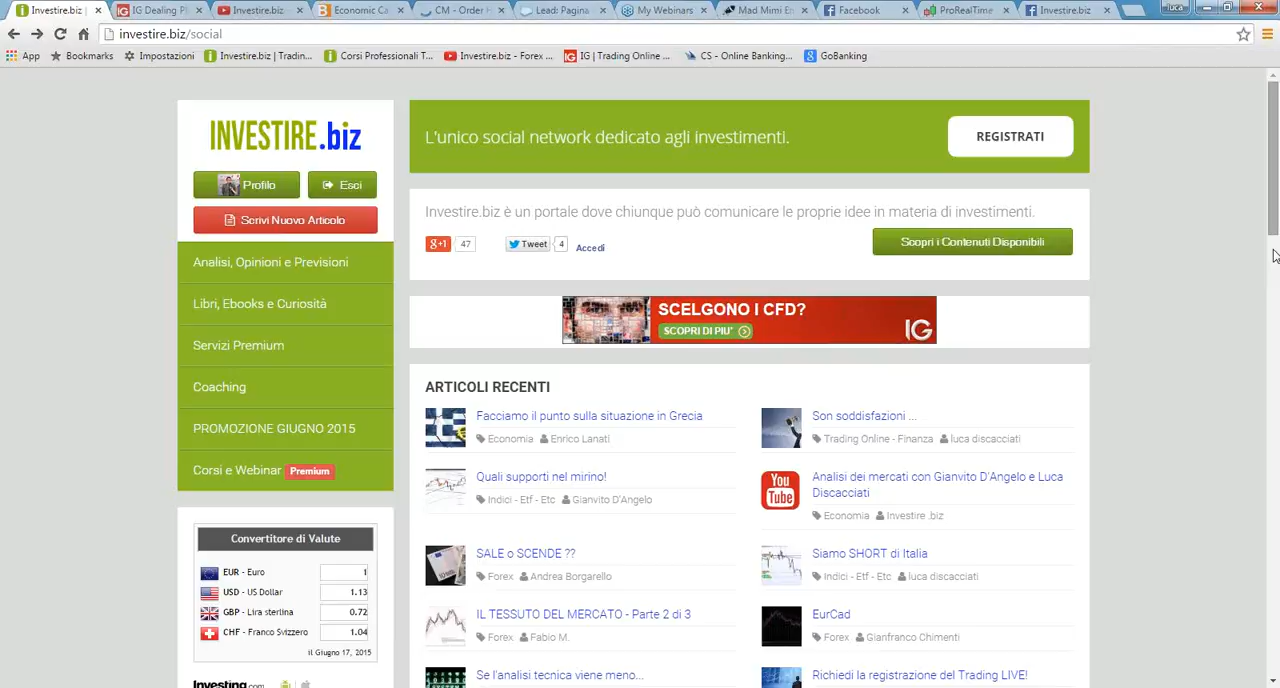 Investire.biz |
IG Dealing Pl
Investire.biz
Economic Ca
CM - Order H
Lead: Pagina
My Webinars
Mad Mimi Em
Facebook
ProRealTime
Investire.biz
luca
investire.biz/social
App
Bookmarks
Impostazioni
Investire.biz | Tradin...
Corsi Professionali T...
Investire.biz - Forex ...
IG | Trading Online ...
CS - Online Banking...
GoBanking
INVESTIRE.biz
L'unico social network dedicato agli investimenti.
REGISTRATI
Profilo
Esci
Scrivi Nuovo Articolo
Investire.biz è un portale dove chiunque può comunicare le proprie idee in materia di investimenti.
g+1 47
Tweet 4
Accedi
Scopri i Contenuti Disponibili
Analisi, Opinioni e Previsioni
Libri, Ebooks e Curiosità
Servizi Premium
Coaching
PROMOZIONE GIUGNO 2015
Corsi e Webinar Premium
SCELGONO I CFD?
SCOPRI DI PIU'
IG
ARTICOLI RECENTI
Facciamo il punto sulla situazione in Grecia
Economia Enrico Lanati
Son soddisfazioni ...
Trading Online - Finanza luca discacciati
Quali supporti nel mirino!
Indici - Etf - Etc Gianvito D'Angelo
You Tube
Analisi dei mercati con Gianvito D'Angelo e Luca
Discacciati
Economia Investire .biz
SALE o SCENDE ??
Forex Andrea Borgarello
Siamo SHORT di Italia
Indici - Etf - Etc luca discacciati
IL TESSUTO DEL MERCATO - Parte 2 di 3
Forex Fabio M.
EurCad
Forex Gianfranco Chimenti
Se l'analisi tecnica viene meno...
Richiedi la registrazione del Trading LIVE!
Convertitore di Valute
EUR - Euro 1
USD - US Dollar 1.13
GBP - Lira sterlina 0.72
CHF - Franco Svizzero 1.04
il Giugno 17, 2015
Investing.com